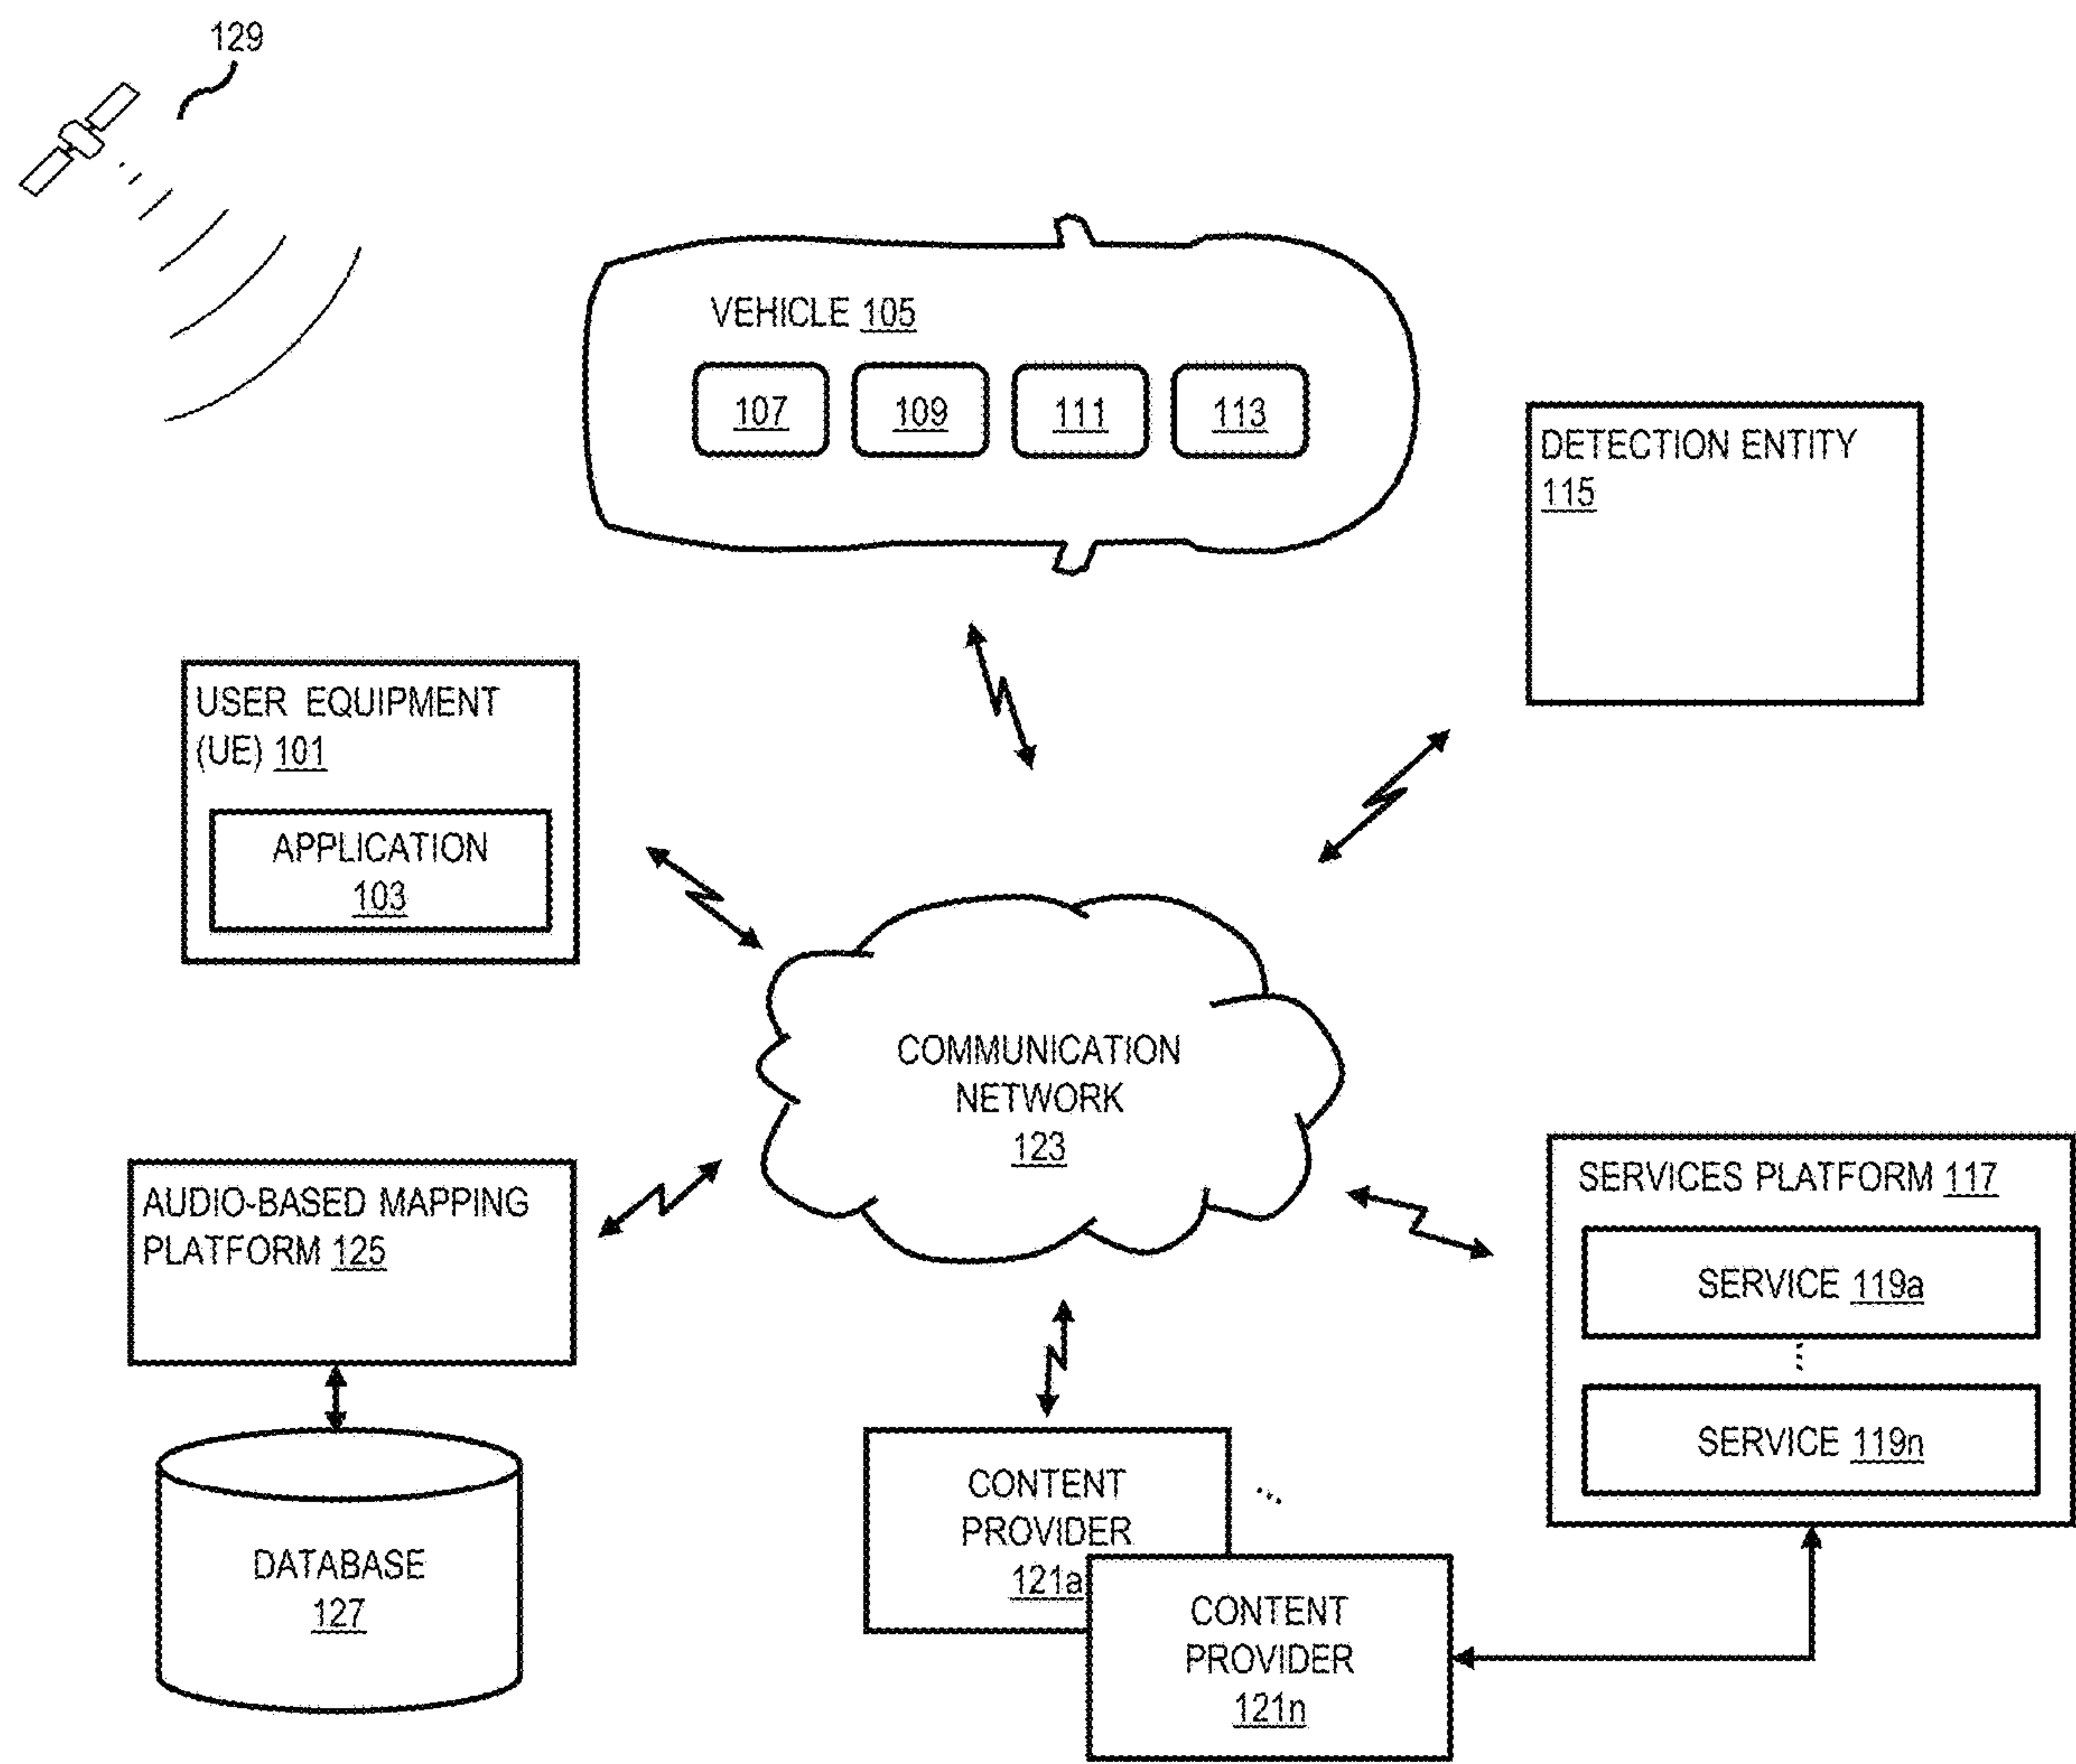 129
VEHICLE 105
107 109 111 113
DETECTION ENTITY
115
USER EQUIPMENT
(UE) 101
APPLICATION
103
COMMUNICATION
NETWORK
123
AUDIO-BASED MAPPING
PLATFORM 125
SERVICES PLATFORM 117
SERVICE 119a
SERVICE 119n
DATABASE
127
CONTENT
PROVIDER
121a
CONTENT
PROVIDER
121n